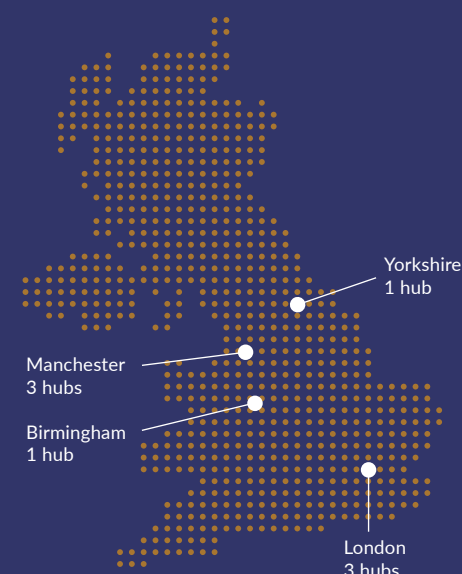 Yorkshire
1 hub
Manchester
3 hubs
Birmingham
1 hub
London
3 hubs